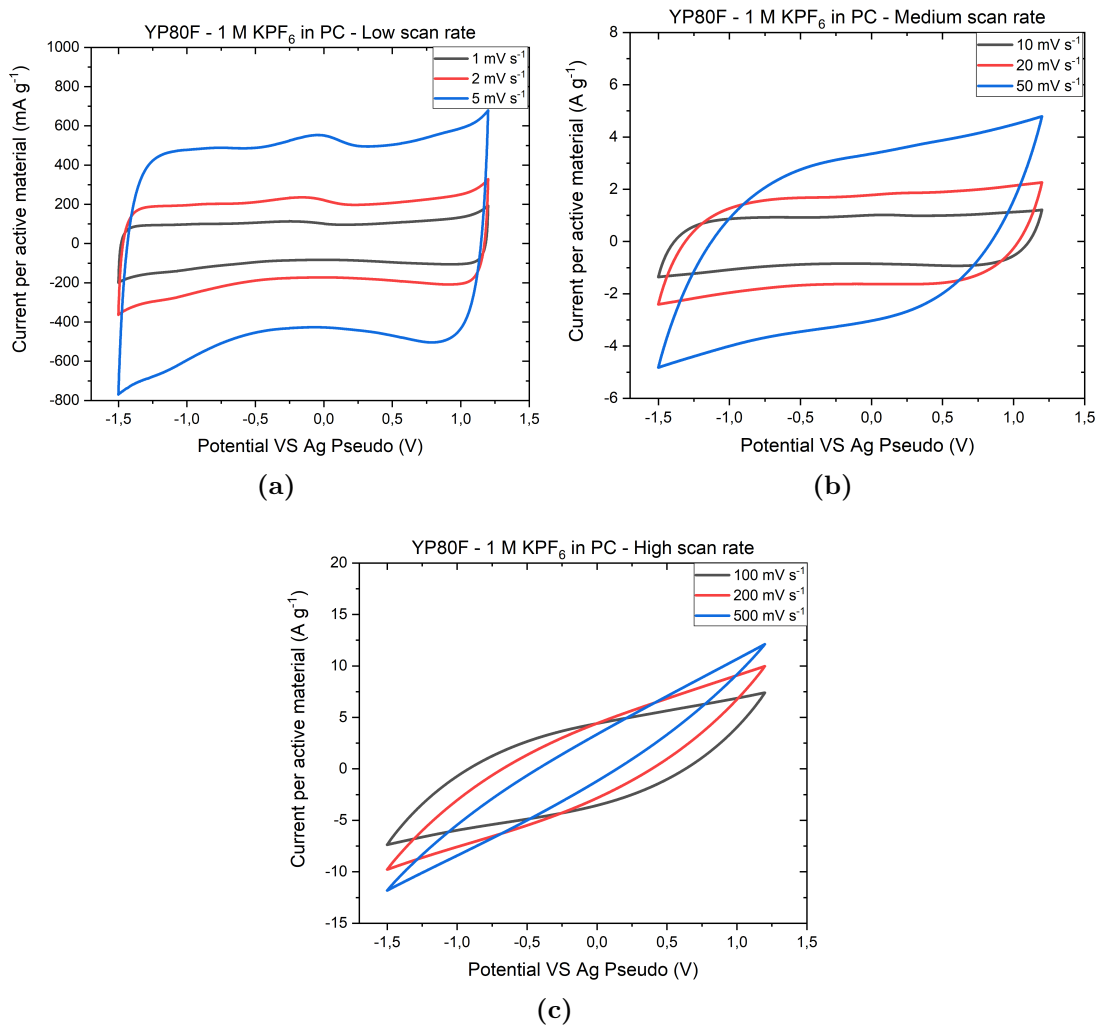 YP80F - 1 M KPF₆ in PC - Low scan rate
1 mV s⁻¹
2 mV s⁻¹
5 mV s⁻¹
1000
800
600
400
200
0
-200
-400
-600
-800
Current per active material (mA g⁻¹)
-1,5
-1,0
-0,5
0,0
0,5
1,0
1,5
Potential VS Ag Pseudo (V)
(a)
YP80F - 1 M KPF₆ in PC - Medium scan rate
10 mV s⁻¹
20 mV s⁻¹
50 mV s⁻¹
8
6
4
2
0
-2
-4
-6
Current per active material (A g⁻¹)
-1,5
-1,0
-0,5
0,0
0,5
1,0
1,5
Potential VS Ag Pseudo (V)
(b)
YP80F - 1 M KPF₆ in PC - High scan rate
100 mV s⁻¹
200 mV s⁻¹
500 mV s⁻¹
20
15
10
5
0
-5
-10
-15
Current per active material (A g⁻¹)
-1,5
-1,0
-0,5
0,0
0,5
1,0
1,5
Potential VS Ag Pseudo (V)
(c)